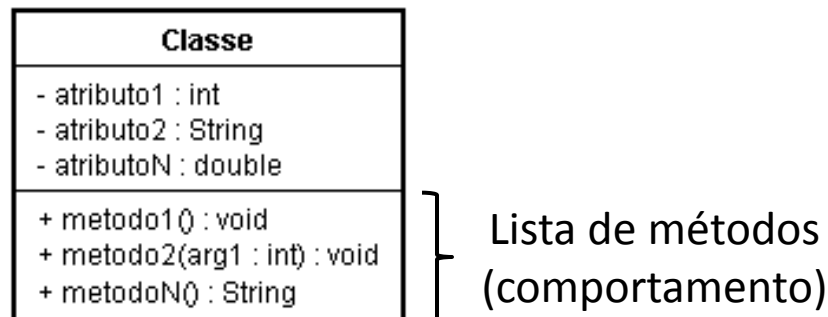 Classe
- atributo1 : int
- atributo2 : String
- atributoN : double
+ metodo1() : void
+ metodo2(arg1 : int) : void
+ metodoN() : String
Lista de métodos
(comportamento)